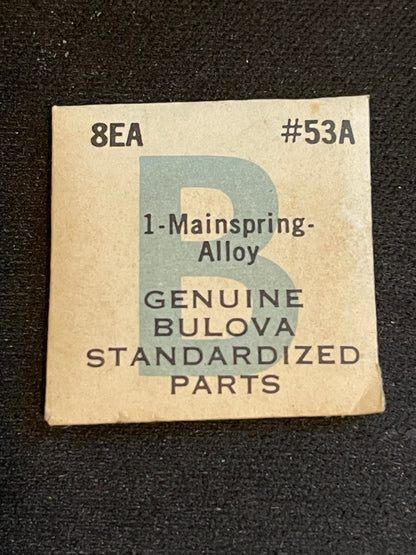 8EA #53A
B
1-Mainspring-
Alloy
GENUINE
BULOVA
STANDARDIZED
PARTS